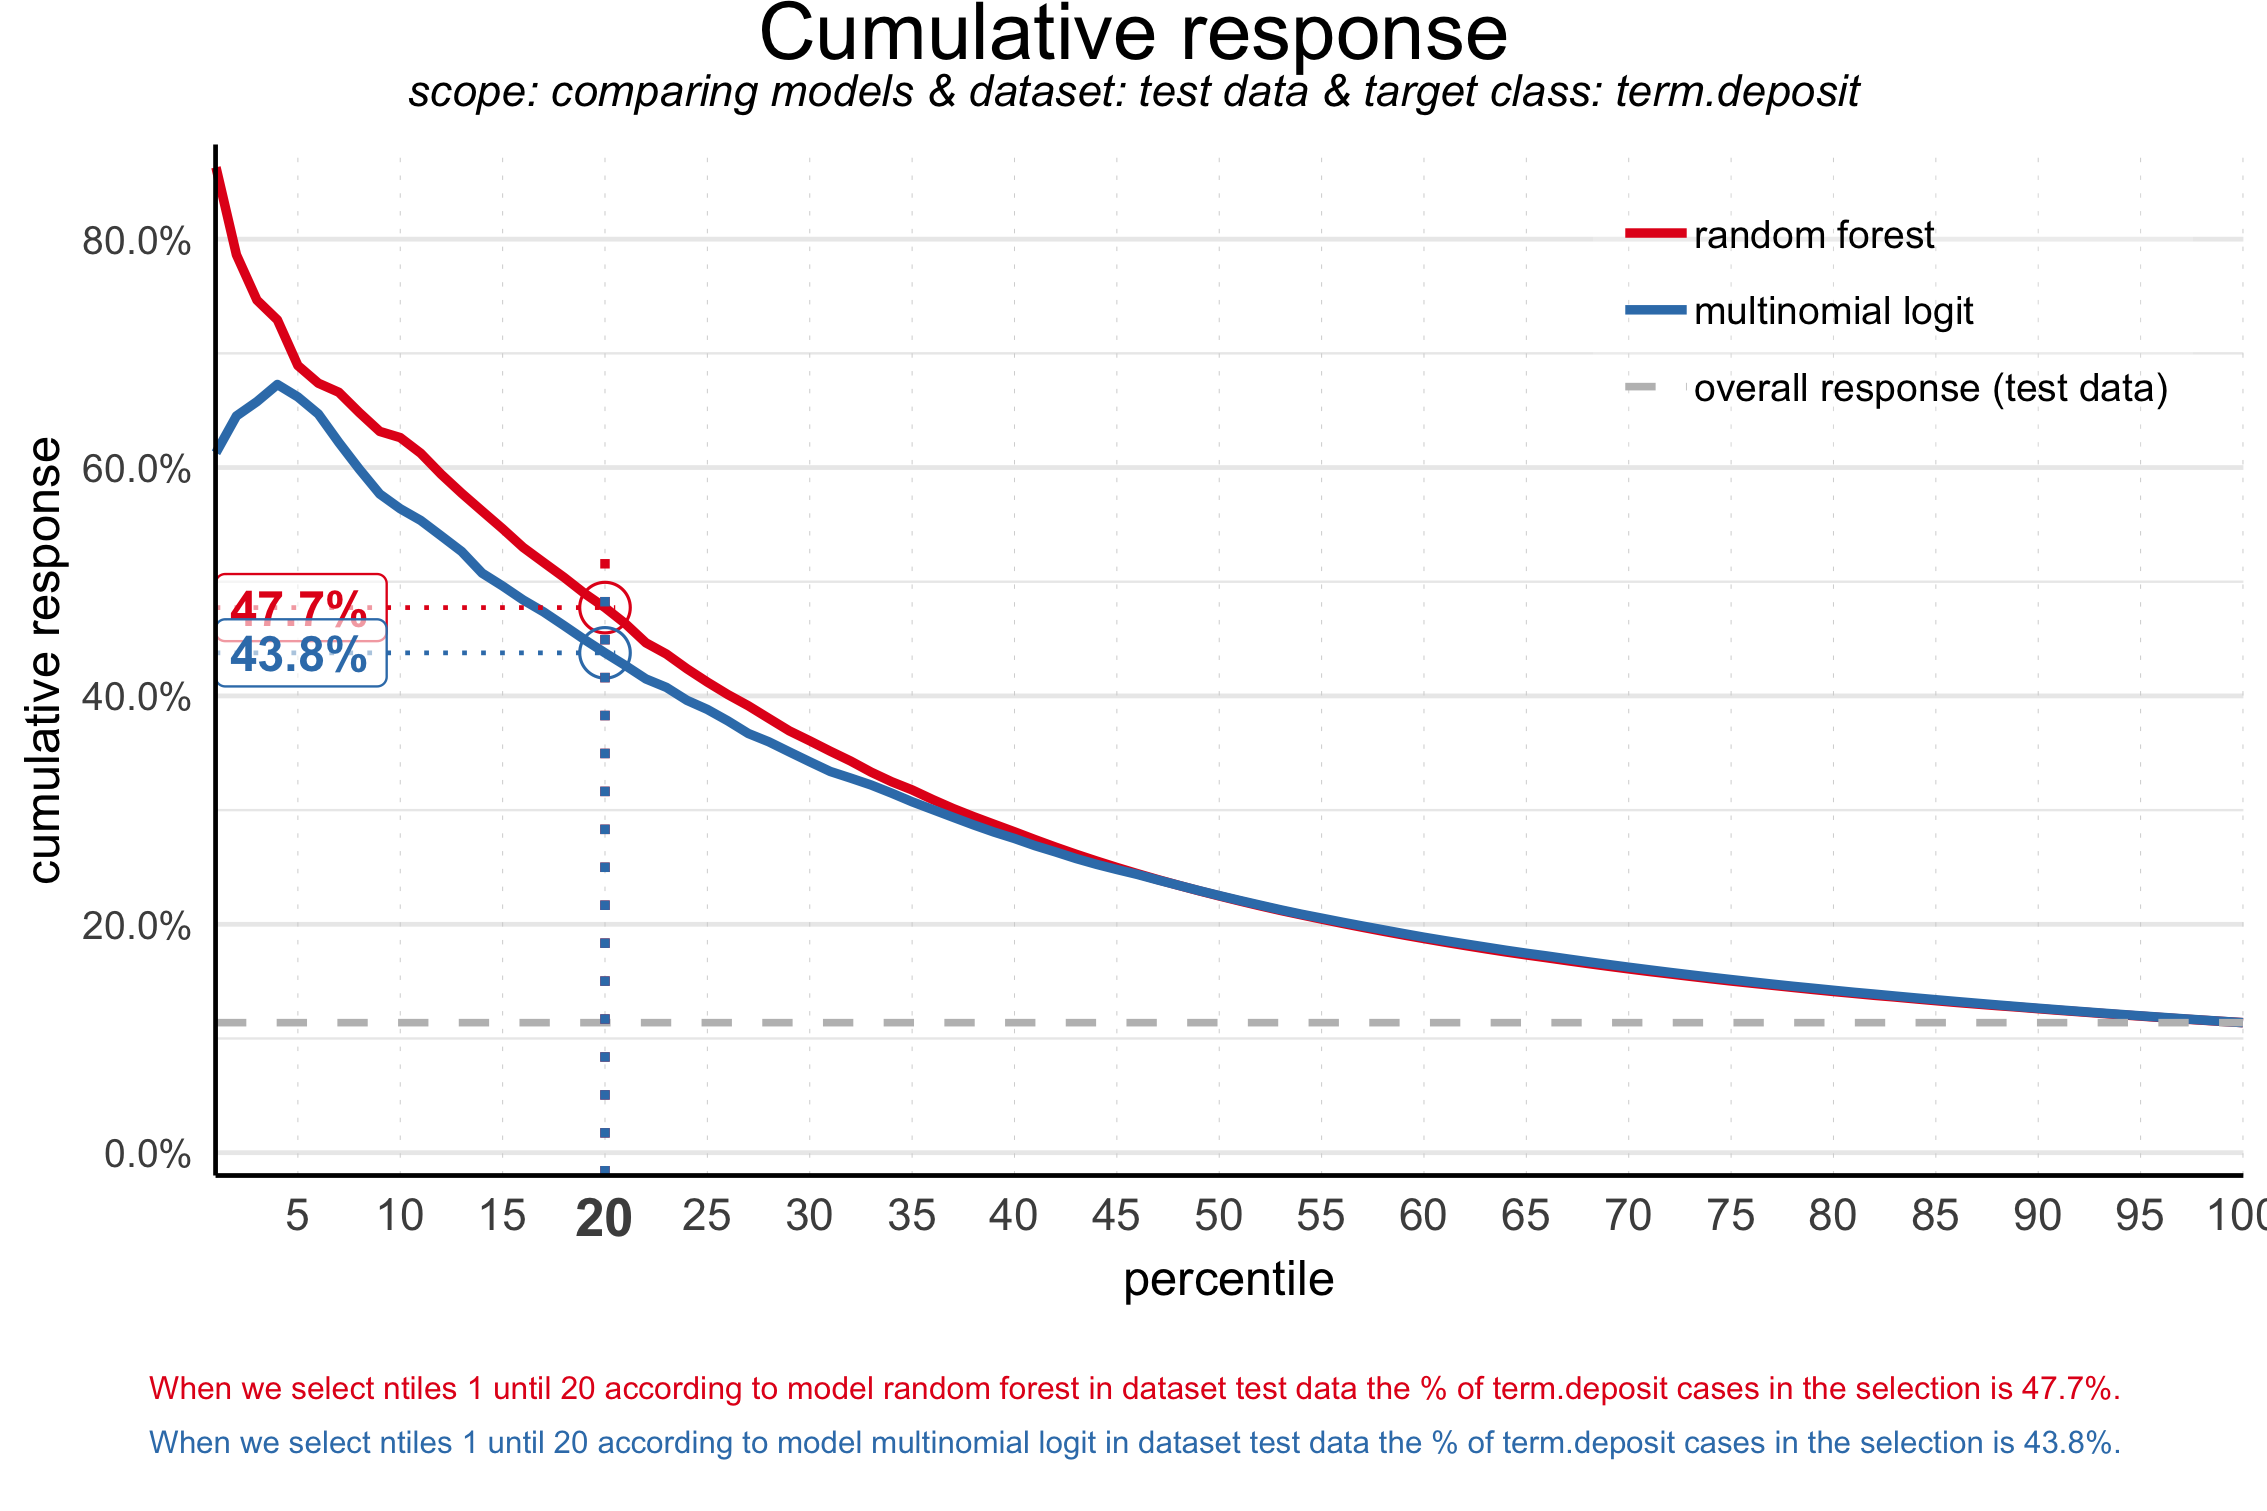 Cumulative response
scope: comparing models & dataset: test data & target class: term.deposit
cumulative response
80.0%
60.0%
40.0%
20.0%
0.0%
random forest
multinomial logit
overall response (test data)
47.7%
43.8%
5 10 15 20 25 30 35 40 45 50 55 60 65 70 75 80 85 90 95 100
percentile
When we select ntiles 1 until 20 according to model random forest in dataset test data the % of term.deposit cases in the selection is 47.7%.
When we select ntiles 1 until 20 according to model multinomial logit in dataset test data the % of term.deposit cases in the selection is 43.8%.